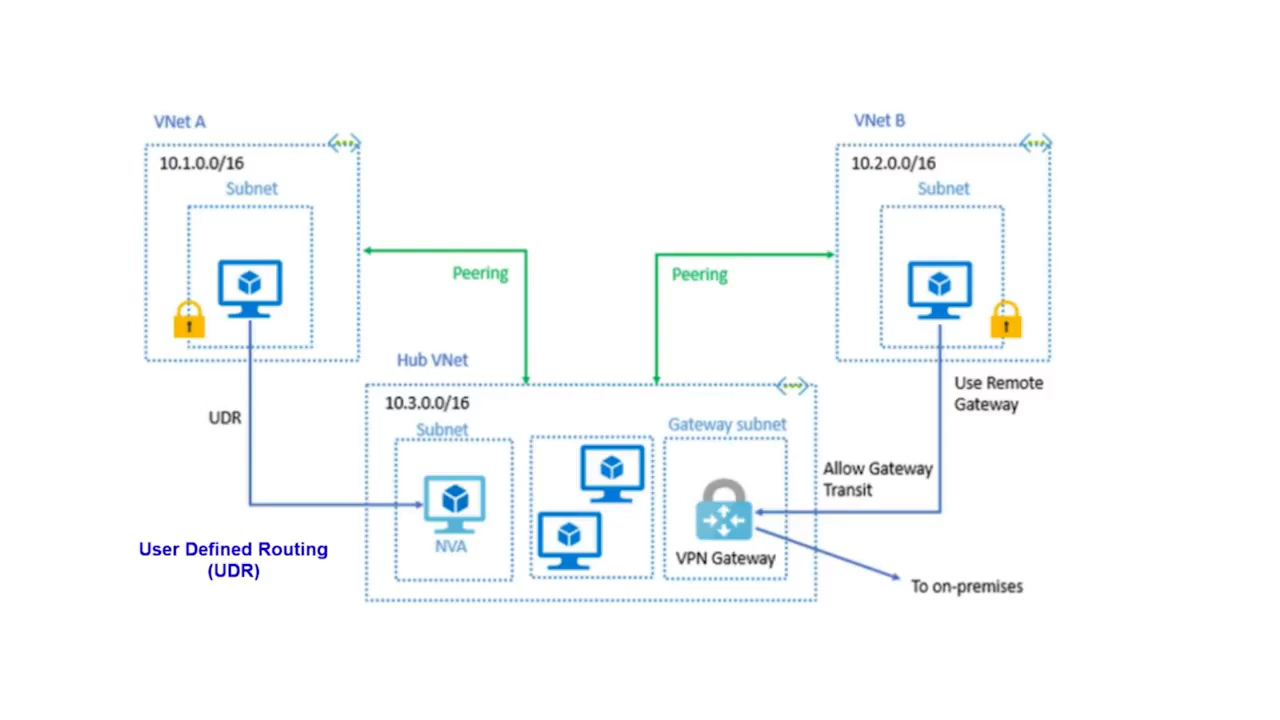 VNet A
10.1.0.0/16
Subnet
VNet B
10.2.0.0/16
Subnet
Peering
Peering
UDR
User Defined Routing
(UDR)
Hub VNet
10.3.0.0/16
Subnet
NVA
Gateway subnet
VPN Gateway
Use Remote
Gateway
Allow Gateway
Transit
To on-premises